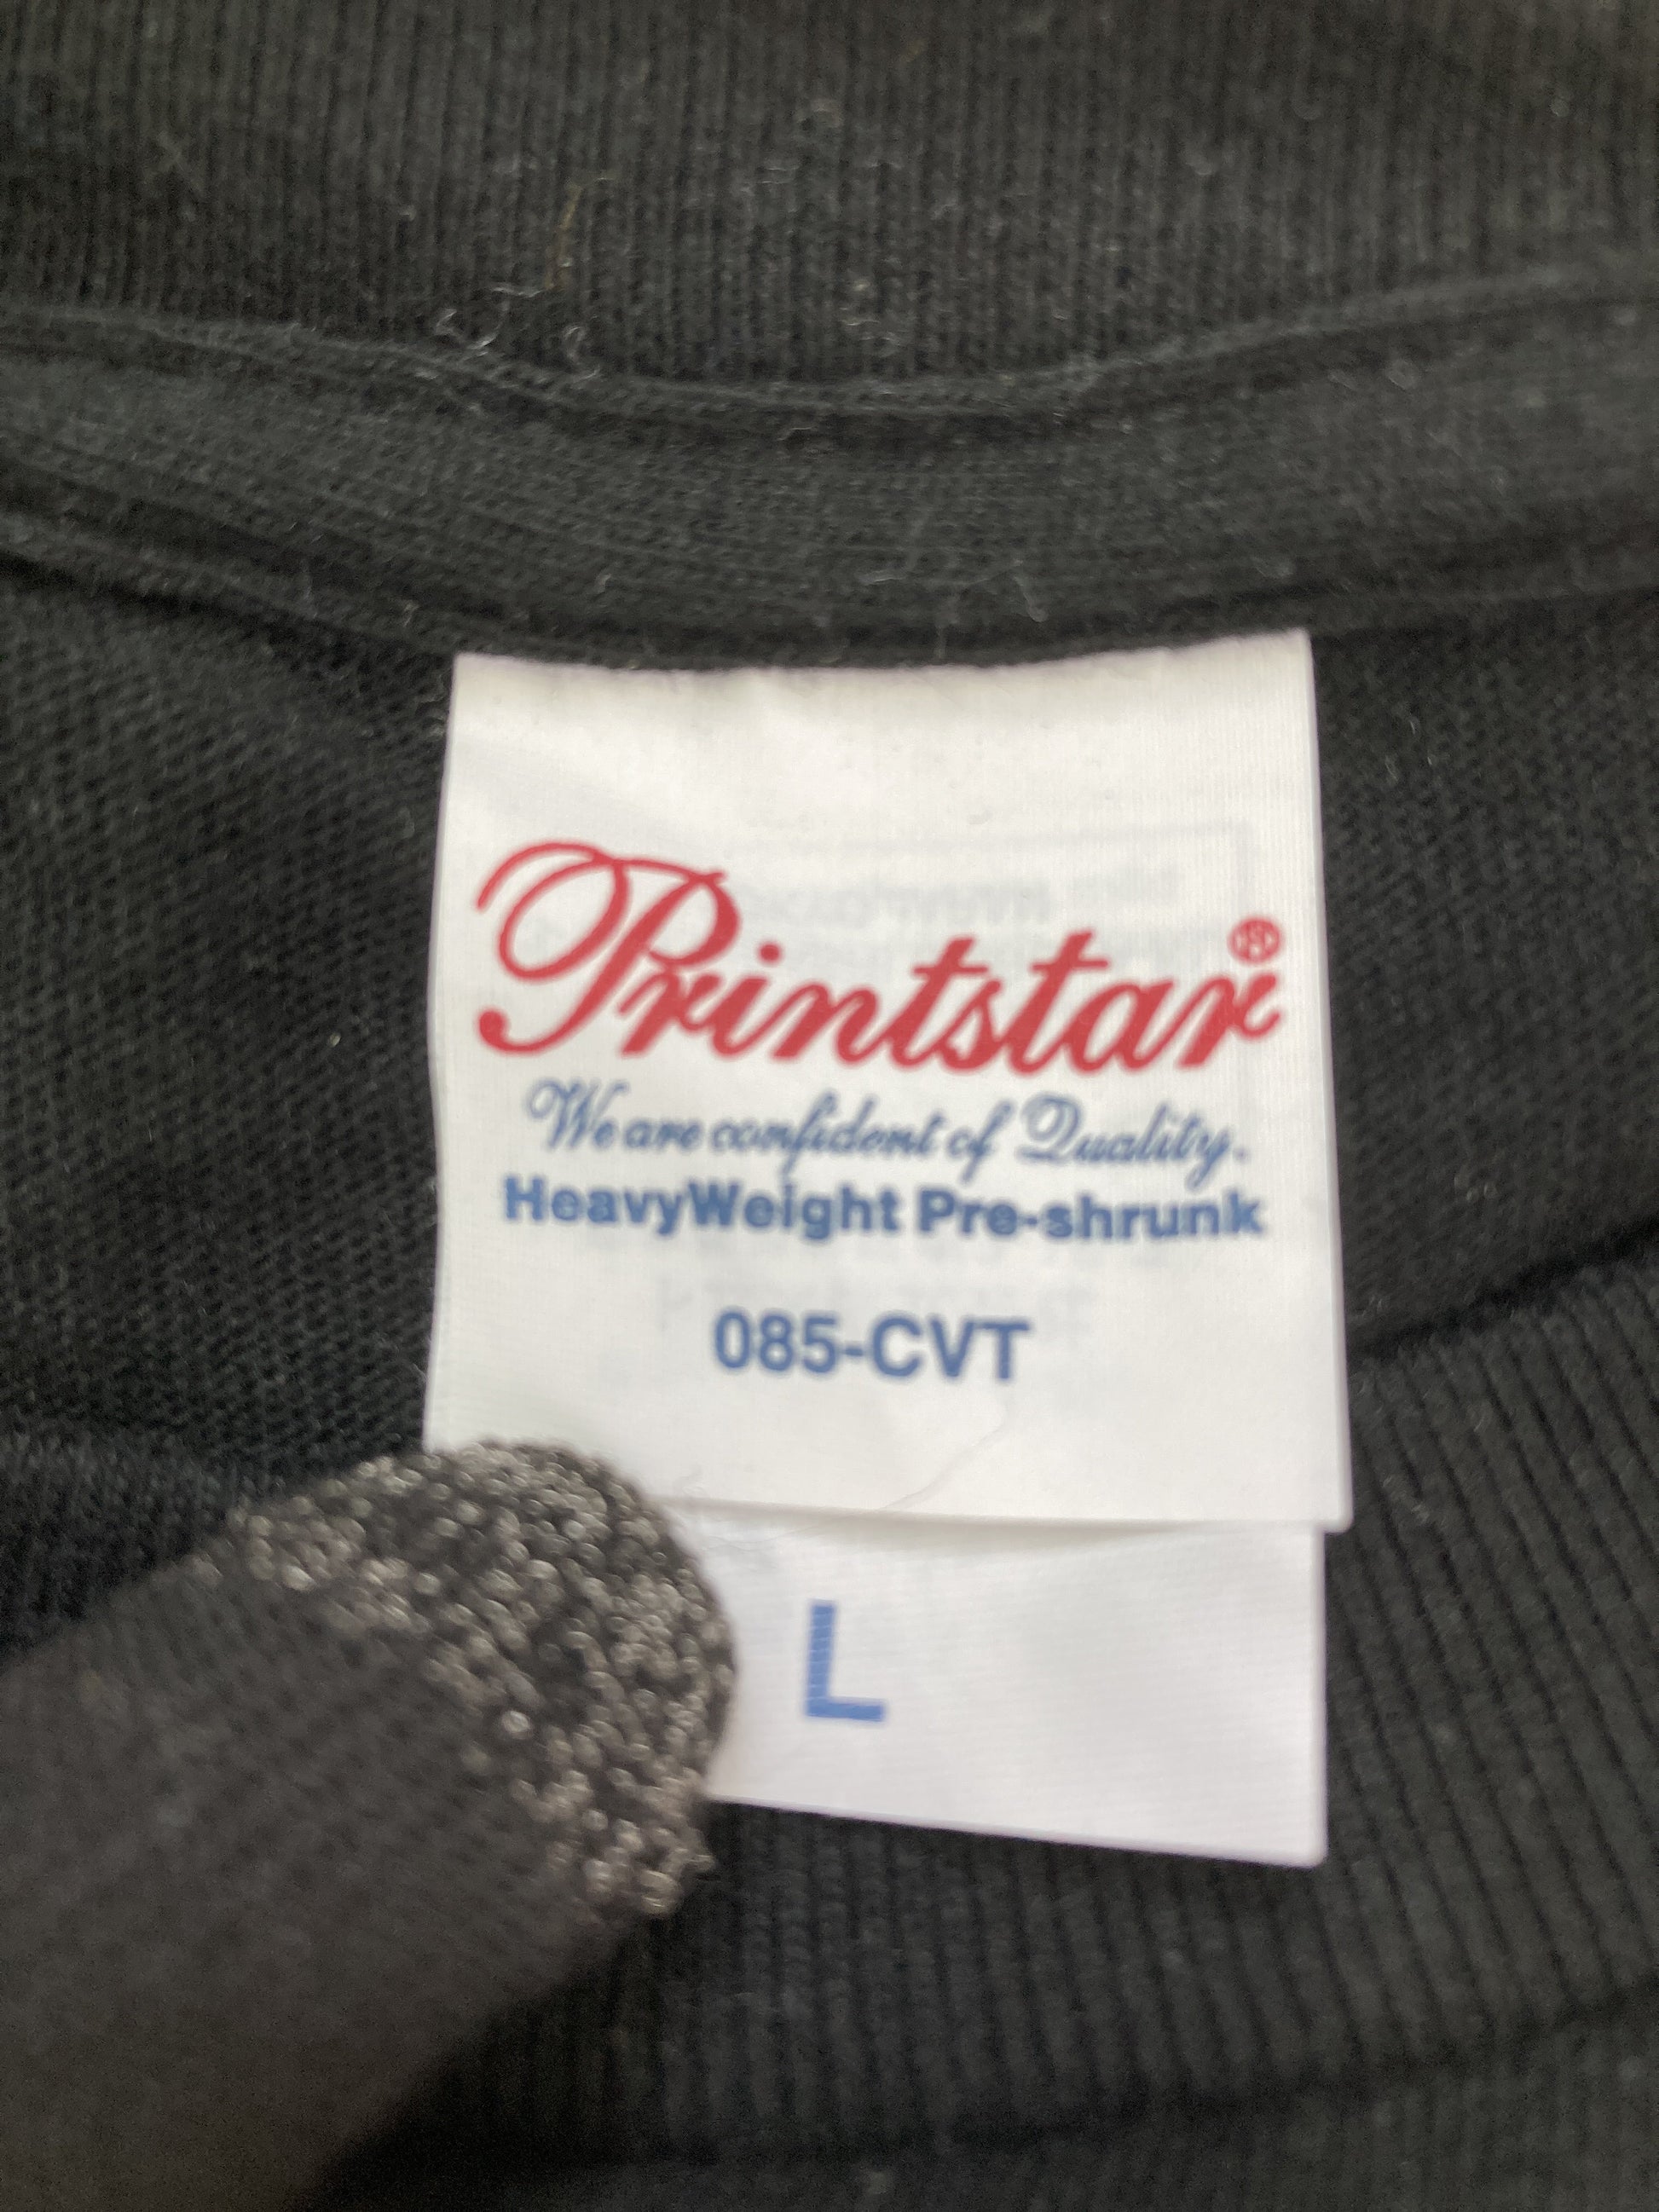 Printstar®
We are confident of Quality.
HeavyWeight Pre-shrunk
085-CVT
L